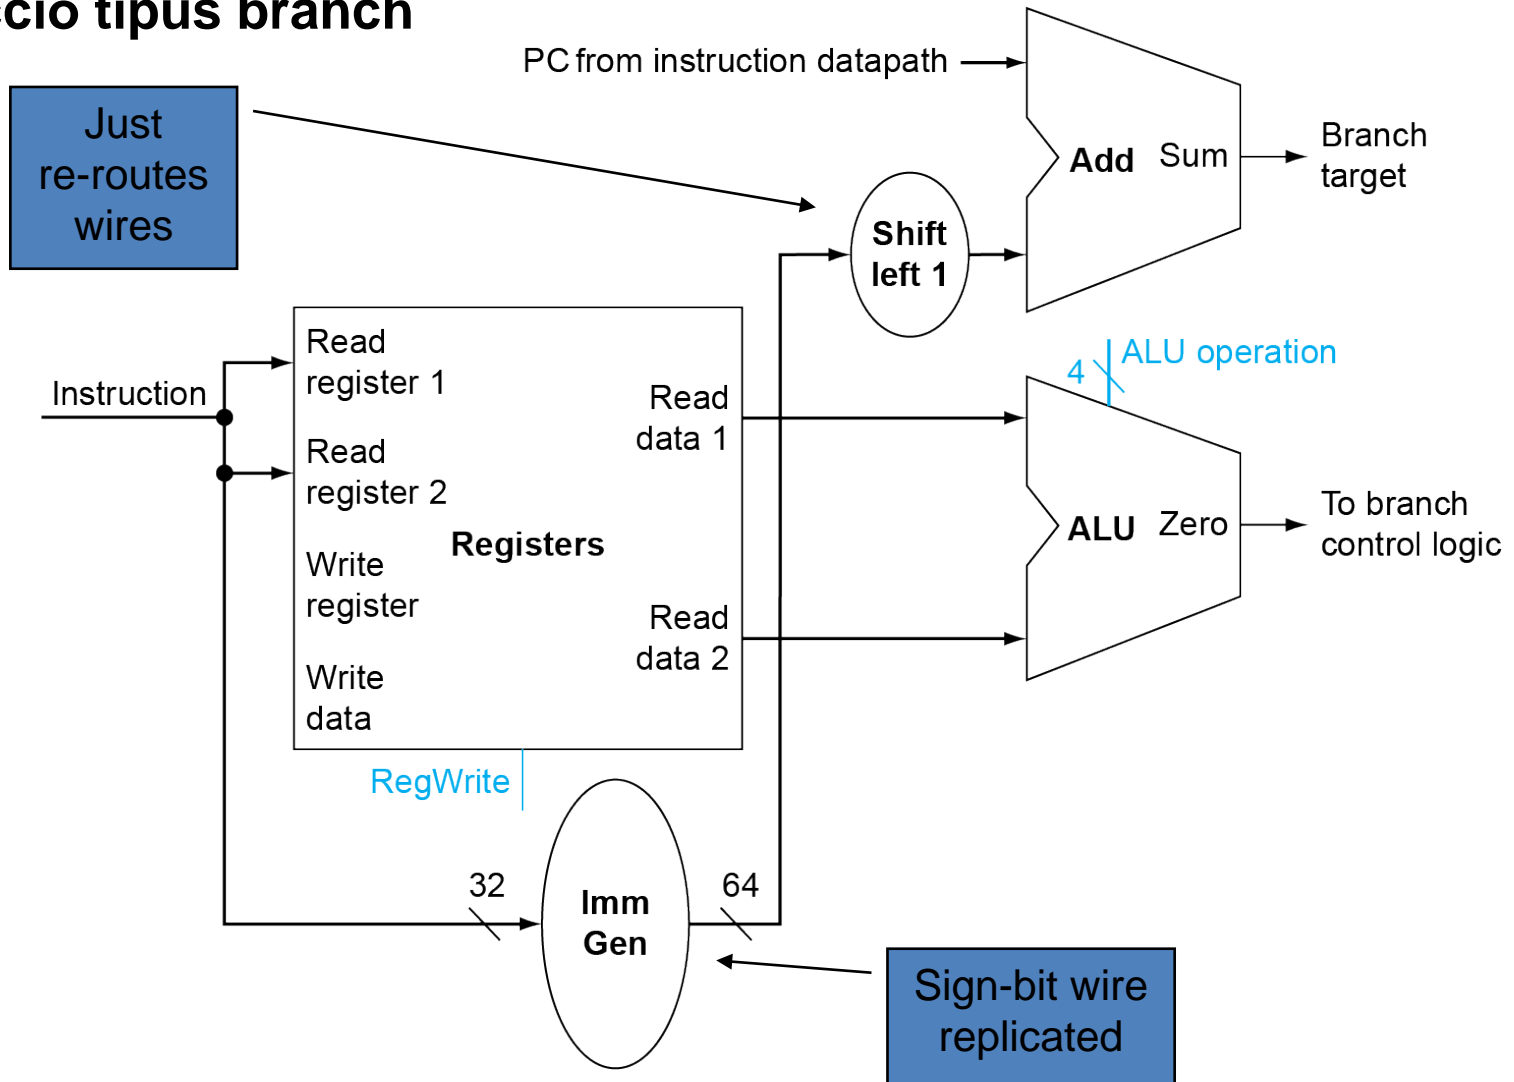 ccio tipus branch
PC from instruction datapath
Just
re-routes
wires
Add Sum
Branch
target
Shift
left 1
Instruction
Read
register 1
Read
register 2
Write
register
Write
data
Registers
Read
data 1
Read
data 2
RegWrite
4
ALU operation
ALU Zero
To branch
control logic
32
Imm
Gen
64
Sign-bit wire
replicated